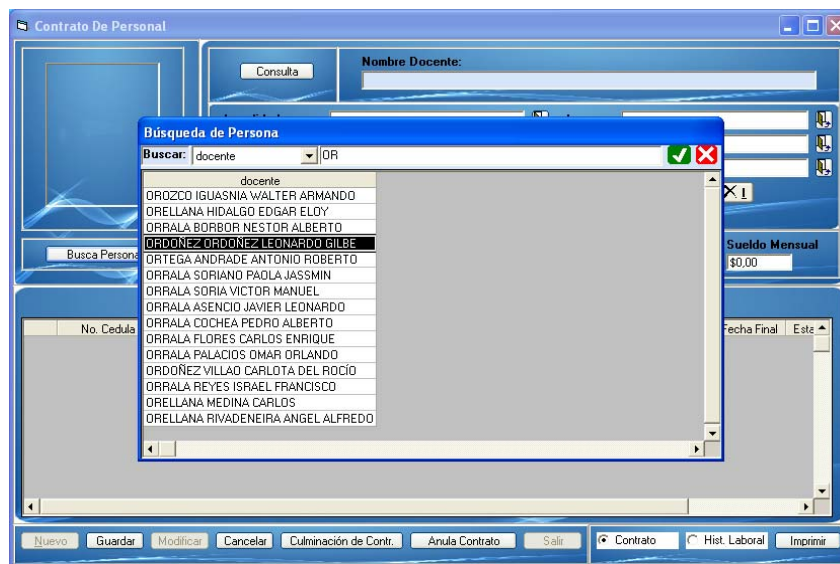 Contrato De Personal
Consulta
Nombre Docente:
Búsqueda de Persona
Buscar: docente OR
docente
OROZCO IGUASNIA WALTER ARMANDO
ORELLANA HIDALGO EDGAR ELOY
ORRALA BORBOR NESTOR ALBERTO
ORDOÑEZ ORDOÑEZ LEONARDO GILBE
ORTEGA ANDRADE ANTONIO ROBERTO
ORRALA SORIANO PAOLA JASSMIN
ORRALA SORIA VICTOR MANUEL
ORRALA ASENCIO JAVIER LEONARDO
ORRALA COCHEA PEDRO ALBERTO
ORRALA FLORES CARLOS ENRIQUE
ORRALA PALACIOS OMAR ORLANDO
ORDOÑEZ VILLAO CARLOTA DEL ROCÍO
ORRALA REYES ISRAEL FRANCISCO
ORELLANA MEDINA CARLOS
ORELLANA RIVADENEIRA ANGEL ALFREDO
Busca Persona
Sueldo Mensual
$0,00
No. Cedula
Fecha Final Esta
Nuevo Guardar Modificar Cancelar Culminación de Contr. Anula Contrato Salir Contrato Hist. Laboral Imprimir